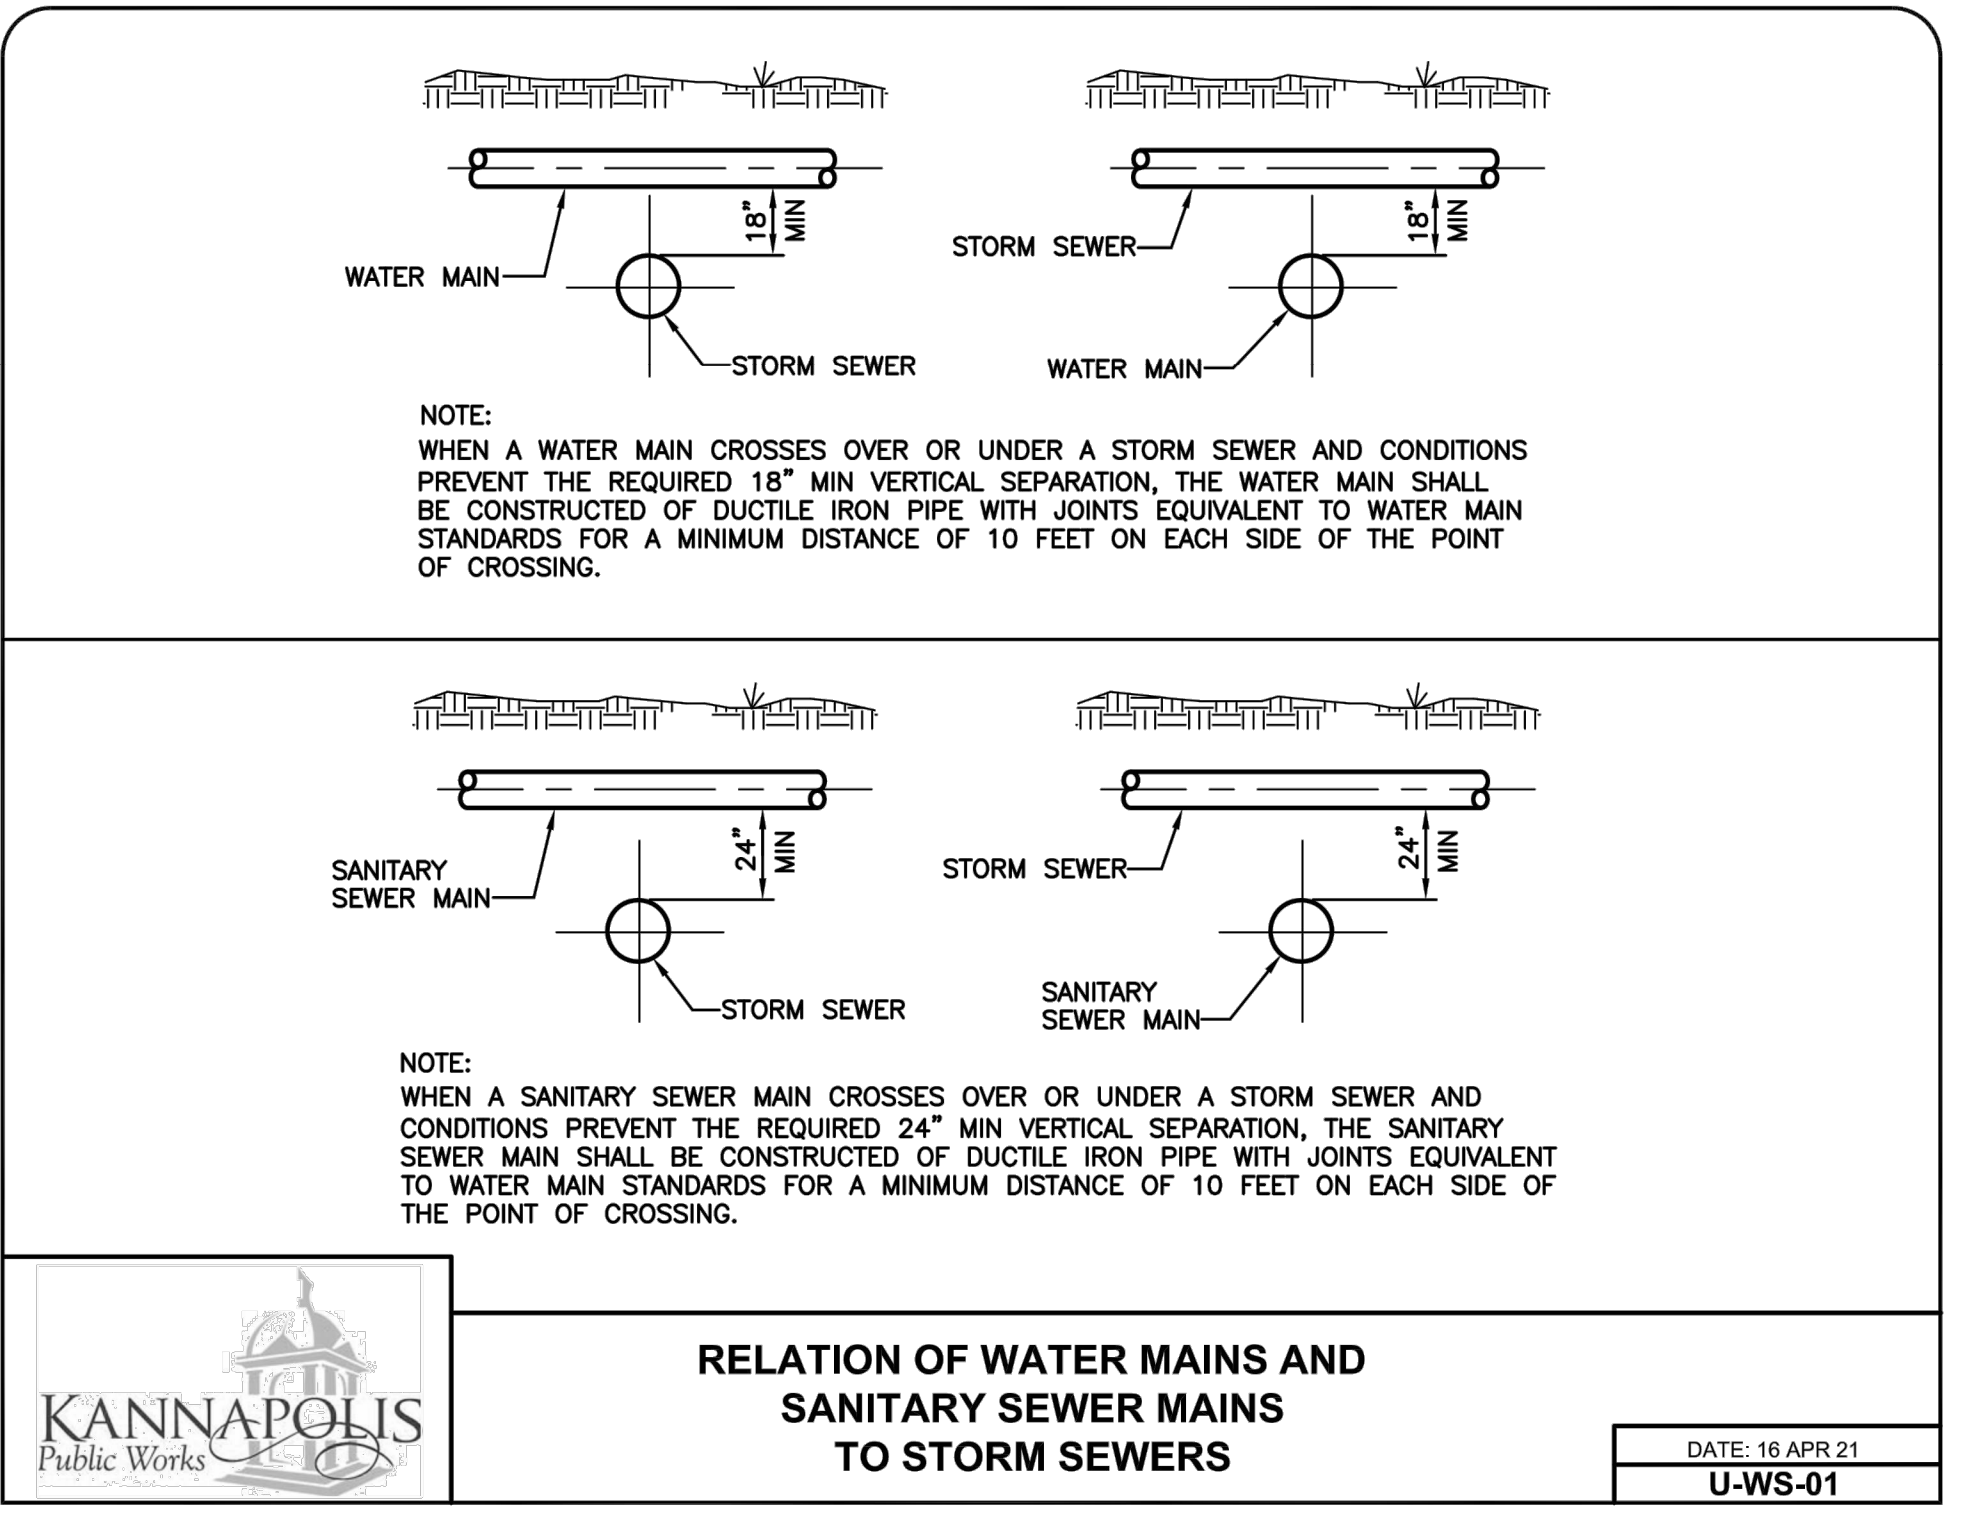 18" MIN
WATER MAIN
STORM SEWER
18" MIN
STORM SEWER
WATER MAIN
NOTE:
WHEN A WATER MAIN CROSSES OVER OR UNDER A STORM SEWER AND CONDITIONS
PREVENT THE REQUIRED 18" MIN VERTICAL SEPARATION, THE WATER MAIN SHALL
BE CONSTRUCTED OF DUCTILE IRON PIPE WITH JOINTS EQUIVALENT TO WATER MAIN
STANDARDS FOR A MINIMUM DISTANCE OF 10 FEET ON EACH SIDE OF THE POINT
OF CROSSING.
24" MIN
SANITARY
SEWER MAIN
STORM SEWER
24" MIN
STORM SEWER
SANITARY
SEWER MAIN
NOTE:
WHEN A SANITARY SEWER MAIN CROSSES OVER OR UNDER A STORM SEWER AND
CONDITIONS PREVENT THE REQUIRED 24" MIN VERTICAL SEPARATION, THE SANITARY
SEWER MAIN SHALL BE CONSTRUCTED OF DUCTILE IRON PIPE WITH JOINTS EQUIVALENT
TO WATER MAIN STANDARDS FOR A MINIMUM DISTANCE OF 10 FEET ON EACH SIDE OF
THE POINT OF CROSSING.
KANNAPOLIS
Public Works
RELATION OF WATER MAINS AND
SANITARY SEWER MAINS
TO STORM SEWERS
DATE: 16 APR 21
U-WS-01